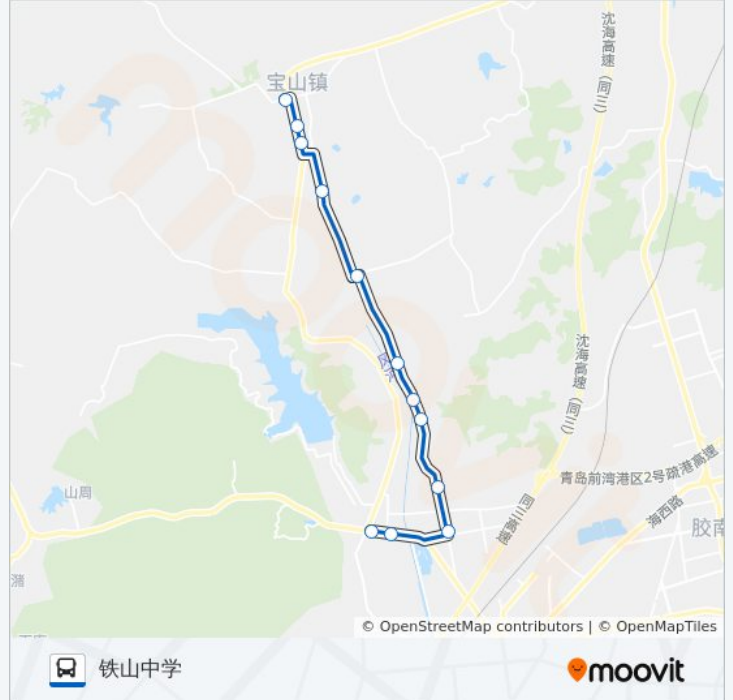 宝山镇
沈海高速（同三）
沈海高速（同三）
青岛前湾港区2号疏港高速
同三高速
海西路
山周
胶南
© OpenStreetMap contributors | © OpenMapTiles
铁山中学
moovit